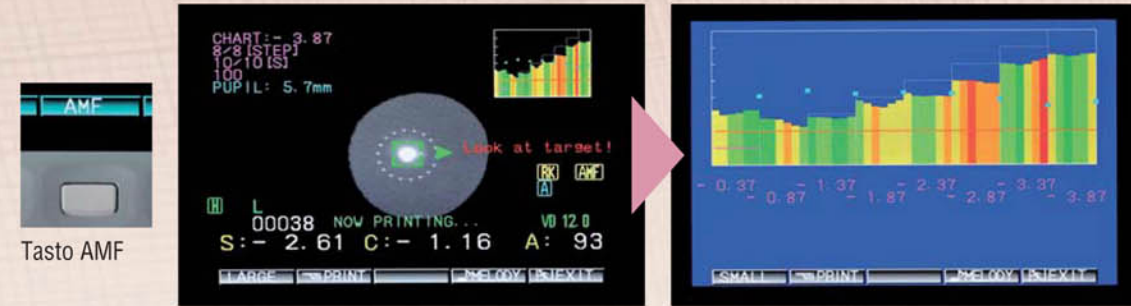 AMF
Tasto AMF
CHART:- 3.87
8/8[STEP]
10/10[S]
100
PUPIL: 5.7mm
Look at target!
RK AMF
A
H L
00038 NOW PRINTING... VD 12.0
S:- 2.61 C:- 1.16 A: 93
LARGE PRINT MELODY EXIT
- 0.37 - 1.37 - 2.37 - 3.37
- 0.87 - 1.87 - 2.87 - 3.87
SMALL PRINT MELODY EXIT